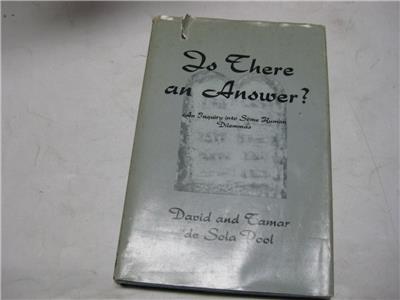 Is There
an Answer?
An Inquiry into Some Human
Dilemmas
David and Tamar
de Sola Pool